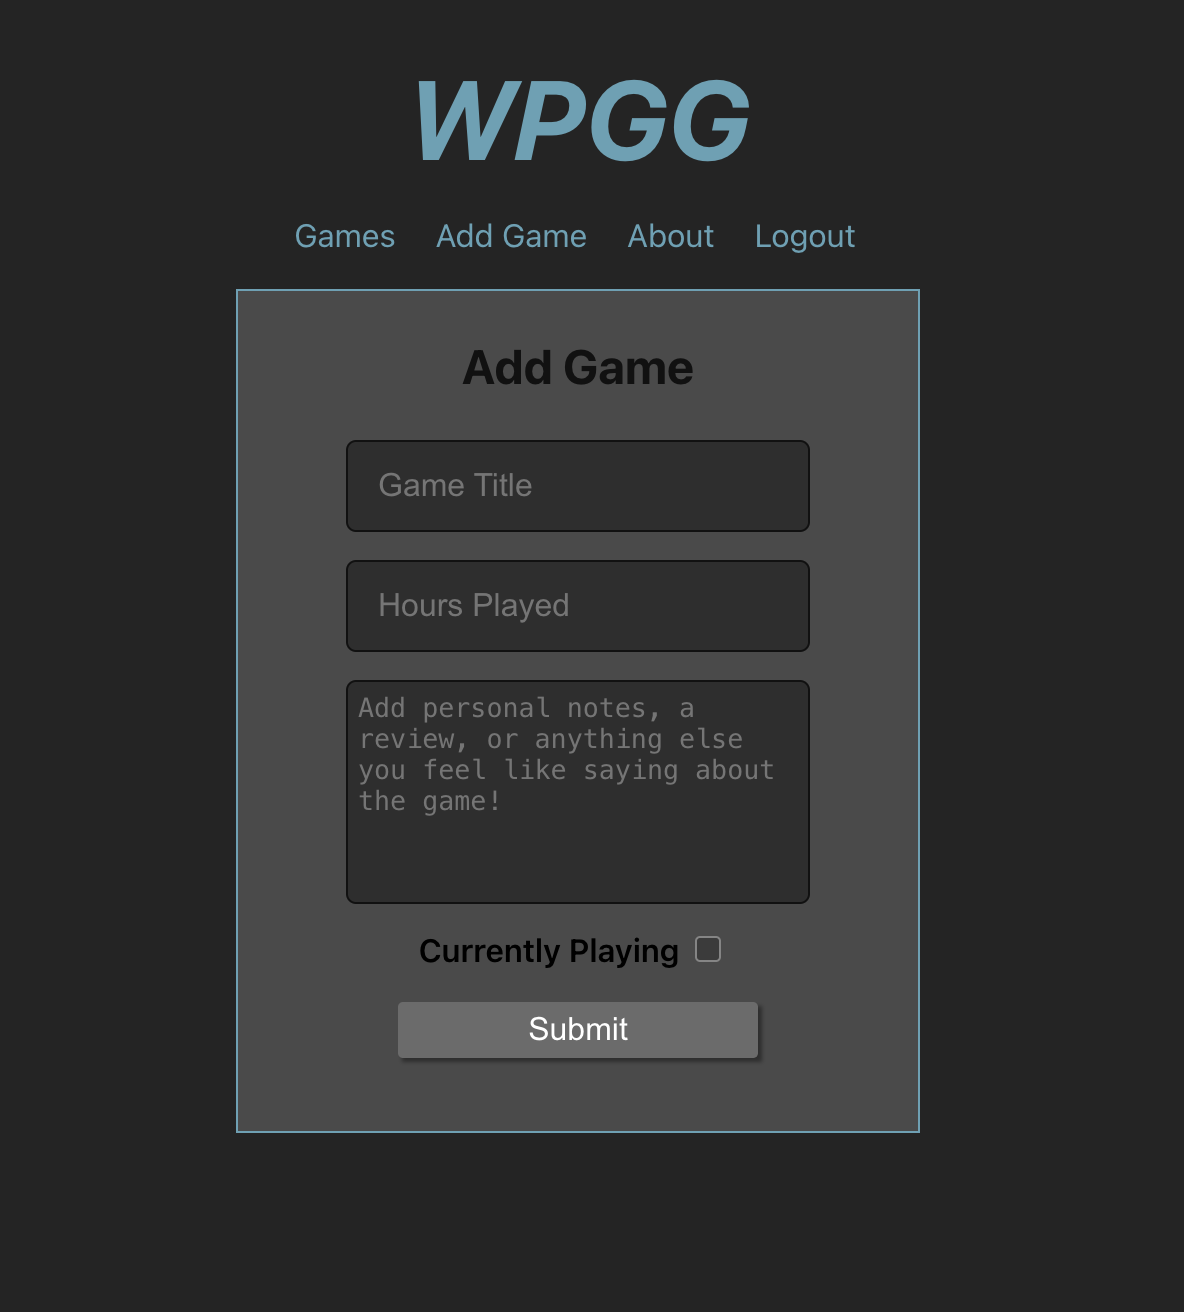 WPGG
Games Add Game About Logout
Add Game
Game Title
Hours Played
Add personal notes, a
review, or anything else
you feel like saying about
the game!
Currently Playing
Submit